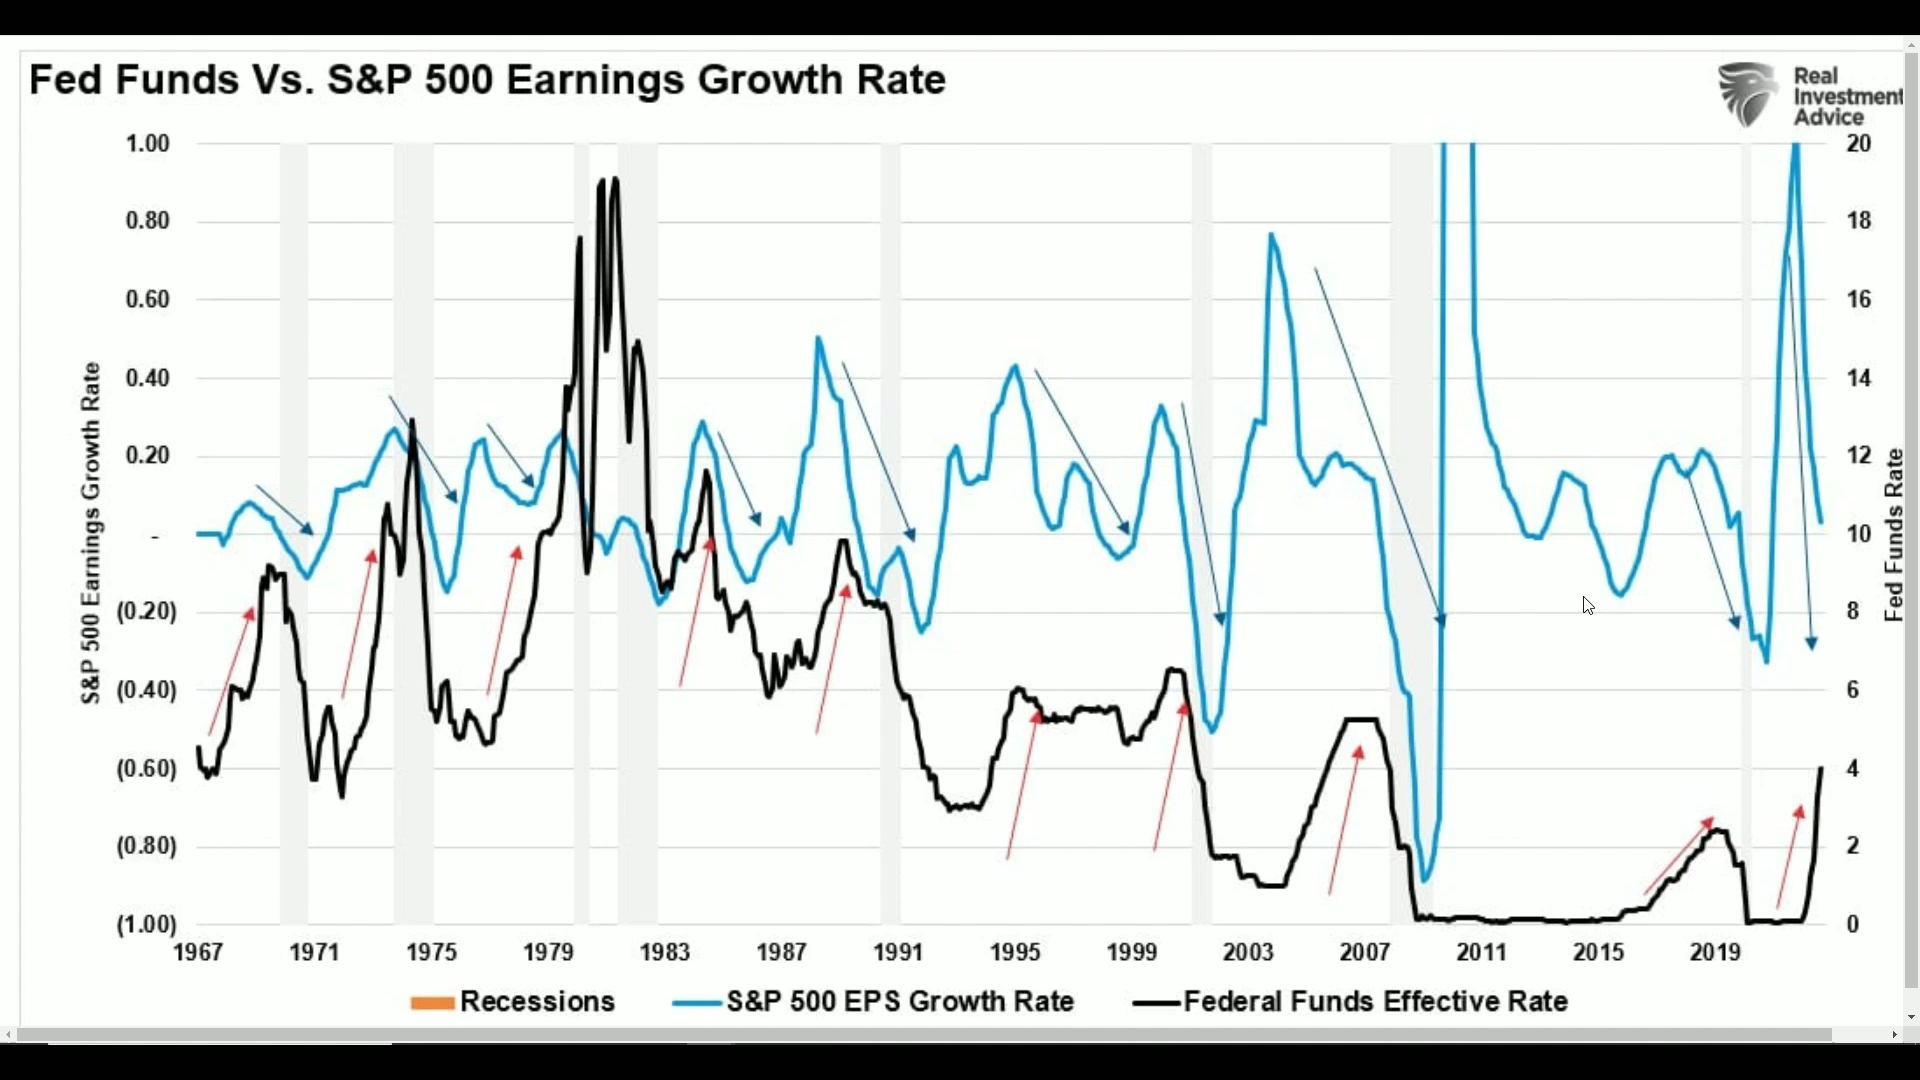 Fed Funds Vs. S&P 500 Earnings Growth Rate
Real
Investment
Advice
1.00
0.80
0.60
0.40
0.20
-
(0.20)
(0.40)
(0.60)
(0.80)
(1.00)
S&P 500 Earnings Growth Rate
20
18
16
14
12
10
8
6
4
2
0
Fed Funds Rate
1967 1971 1975 1979 1983 1987 1991 1995 1999 2003 2007 2011 2015 2019
Recessions S&P 500 EPS Growth Rate Federal Funds Effective Rate